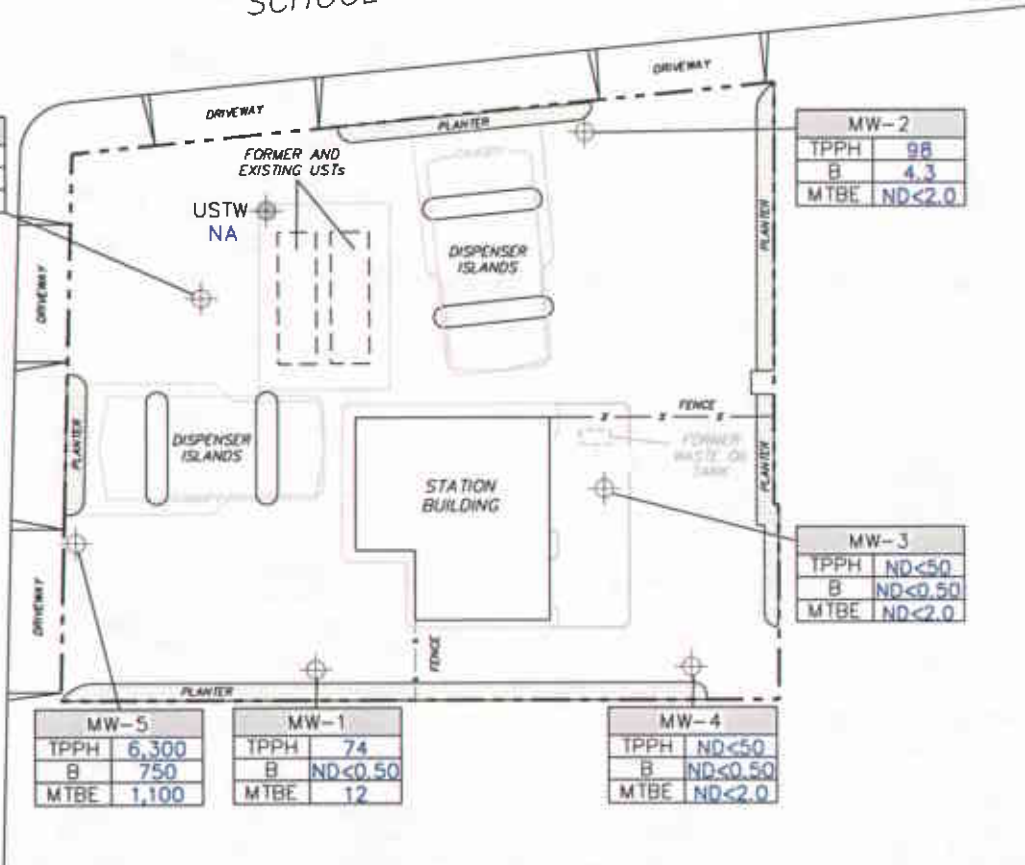 SCHOOL
DRIVEWAY
DRIVEWAY
PLANTER
FORMER AND
EXISTING USTs
USTW
NA
DISPENSER
ISLANDS
MW-2
TPPH 98
B 4.3
MTBE ND<2.0
PLANTER
DRIVEWAY
PLANTER
DISPENSER
ISLANDS
STATION
BUILDING
FENCE
FORMER
WASTE OIL
TANK
PLANTER
MW-3
TPPH ND<50
B ND<0.50
MTBE ND<2.0
DRIVEWAY
FENCE
PLANTER
MW-5
TPPH 6,300
B 750
MTBE 1,100
MW-1
TPPH 74
B ND<0.50
MTBE 12
MW-4
TPPH ND<50
B ND<0.50
MTBE ND<2.0